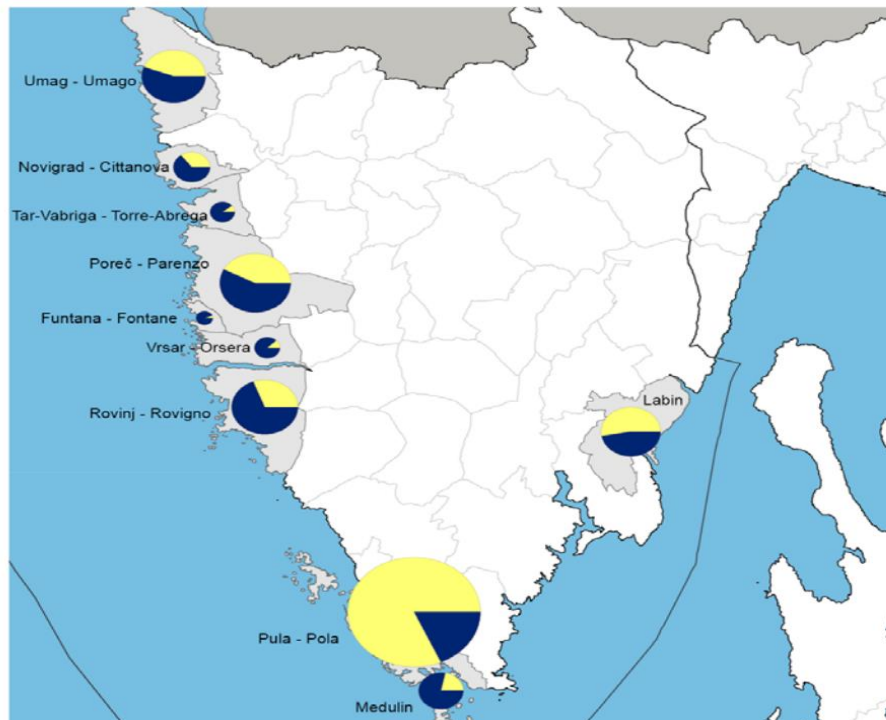 Umag - Umago
Novigrad - Cittanova
Tar-Vabriga - Torre-Abrega
Poreč - Parenzo
Funtana - Fontane
Vrsar - Orsera
Rovinj - Rovigno
Labin
Pula - Pola
Medulin